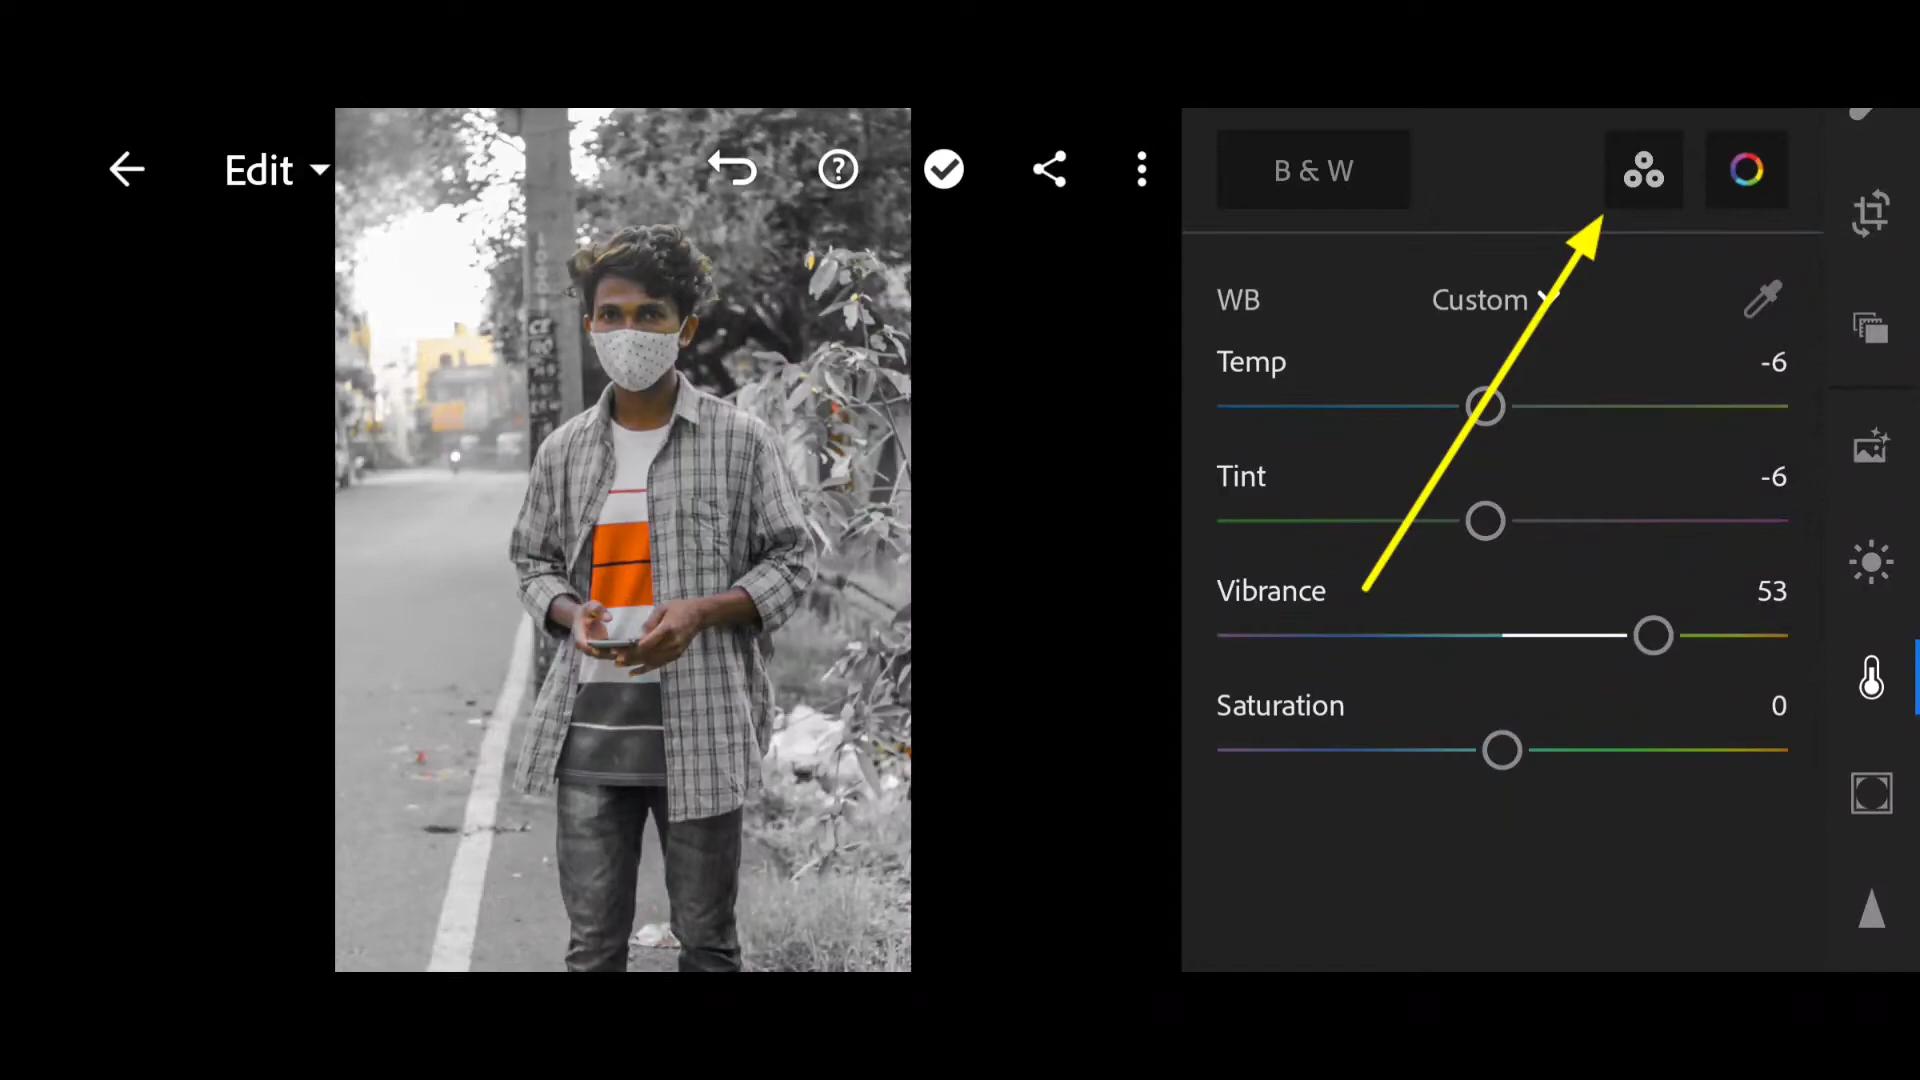 Edit
B & W
WB
Custom
Temp
-6
Tint
-6
Vibrance
53
Saturation
0